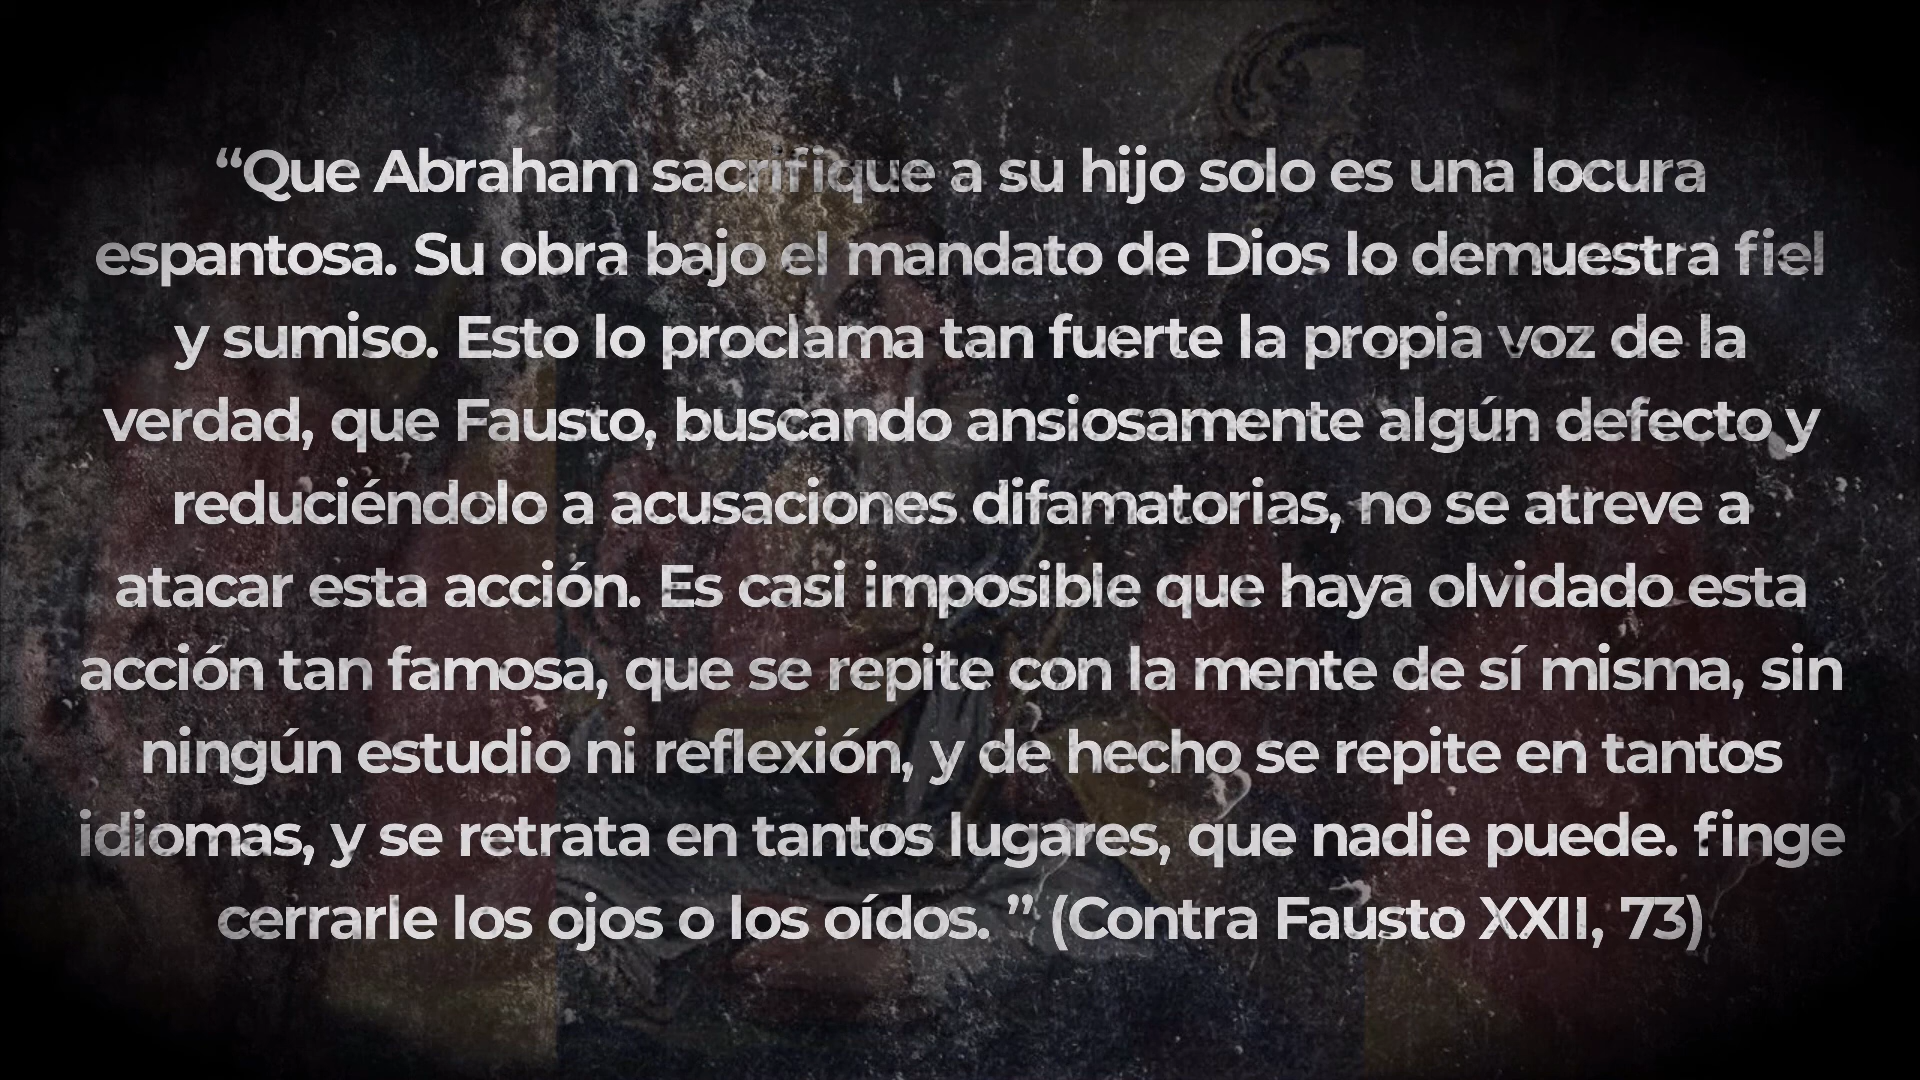 “Que Abraham sacrifique a su hijo solo es una locura
espantosa. Su obra bajo el mandato de Dios lo demuestra fiel
y sumiso. Esto lo proclama tan fuerte la propia voz de la
verdad, que Fausto, buscando ansiosamente algún defecto y
reduciéndolo a acusaciones difamatorias, no se atreve a
atacar esta acción. Es casi imposible que haya olvidado esta
acción tan famosa, que se repite con la mente de sí misma, sin
ningún estudio ni reflexión, y de hecho se repite en tantos
idiomas, y se retrata en tantos lugares, que nadie puede. finge
cerrarle los ojos o los oídos. ” (Contra Fausto XXII, 73)